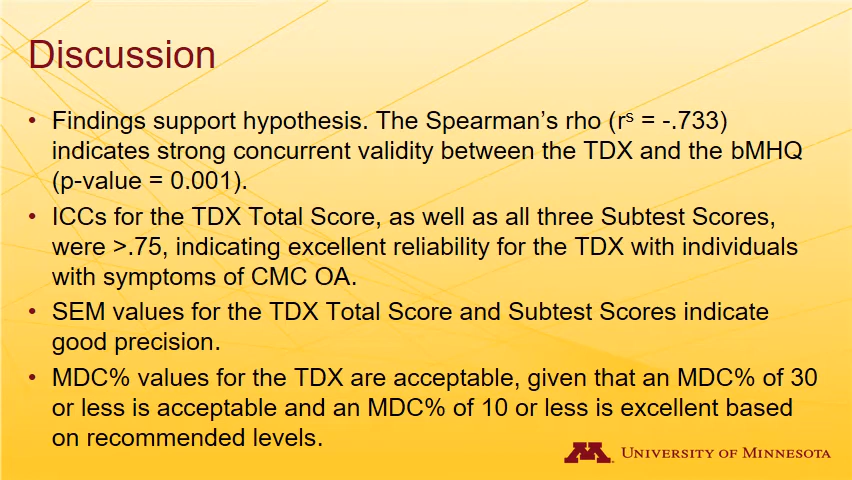 Discussion
• Findings support hypothesis. The Spearman's rho (rˢ = -.733)
indicates strong concurrent validity between the TDX and the bMHQ
(p-value = 0.001).
• ICCs for the TDX Total Score, as well as all three Subtest Scores,
were >.75, indicating excellent reliability for the TDX with individuals
with symptoms of CMC OA.
• SEM values for the TDX Total Score and Subtest Scores indicate
good precision.
• MDC% values for the TDX are acceptable, given that an MDC% of 30
or less is acceptable and an MDC% of 10 or less is excellent based
on recommended levels.
M University of Minnesota